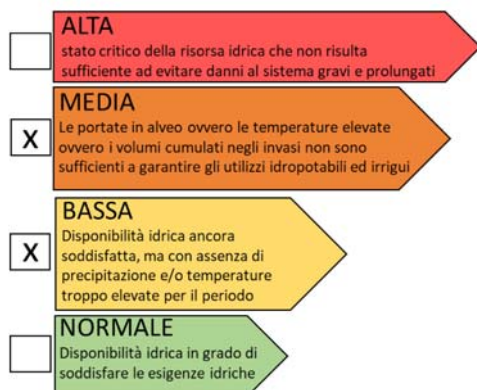 ALTA
stato critico della risorsa idrica che non risulta
sufficiente ad evitare danni al sistema gravi e prolungati
MEDIA
X
Le portate in alveo ovvero le temperature elevate
ovvero i volumi cumulati negli invasi non sono
sufficienti a garantire gli utilizzi idropotabili ed irrigui
BASSA
X
Disponibilità idrica ancora
soddisfatta, ma con assenza di
precipitazione e/o temperature
troppo elevate per il periodo
NORMALE
Disponibilità idrica in grado di
soddisfare le esigenze idriche